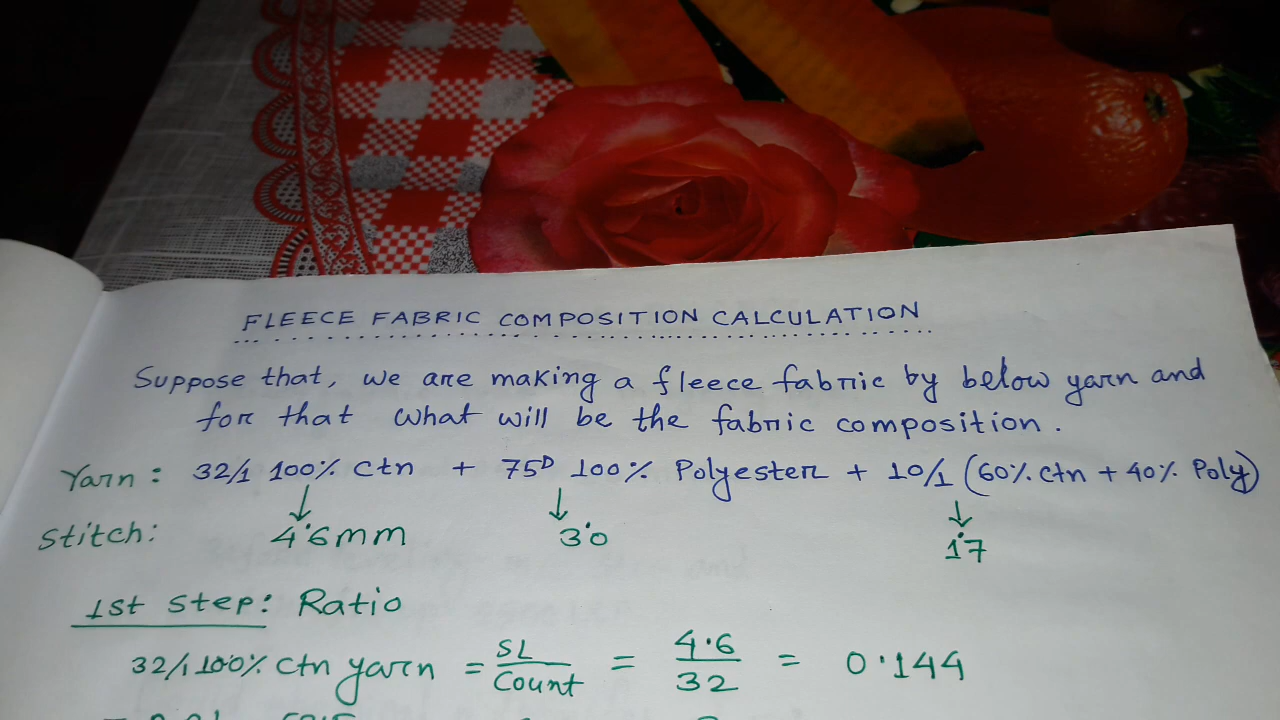 FLEECE FABRIC COMPOSITION CALCULATION
Suppose that, we are making a fleece fabric by below yarn and
for that what will be the fabric composition.
Yarn: 32/1 100% Ctn + 75ᴰ 100% Polyester + 10/1 (60% Ctn + 40% Poly)
↓ ↓ ↓
Stitch: 4.6mm 3.0 1.7
1st Step: Ratio
32/1 100% Ctn yarn = SL/Count = 4.6/32 = 0.144